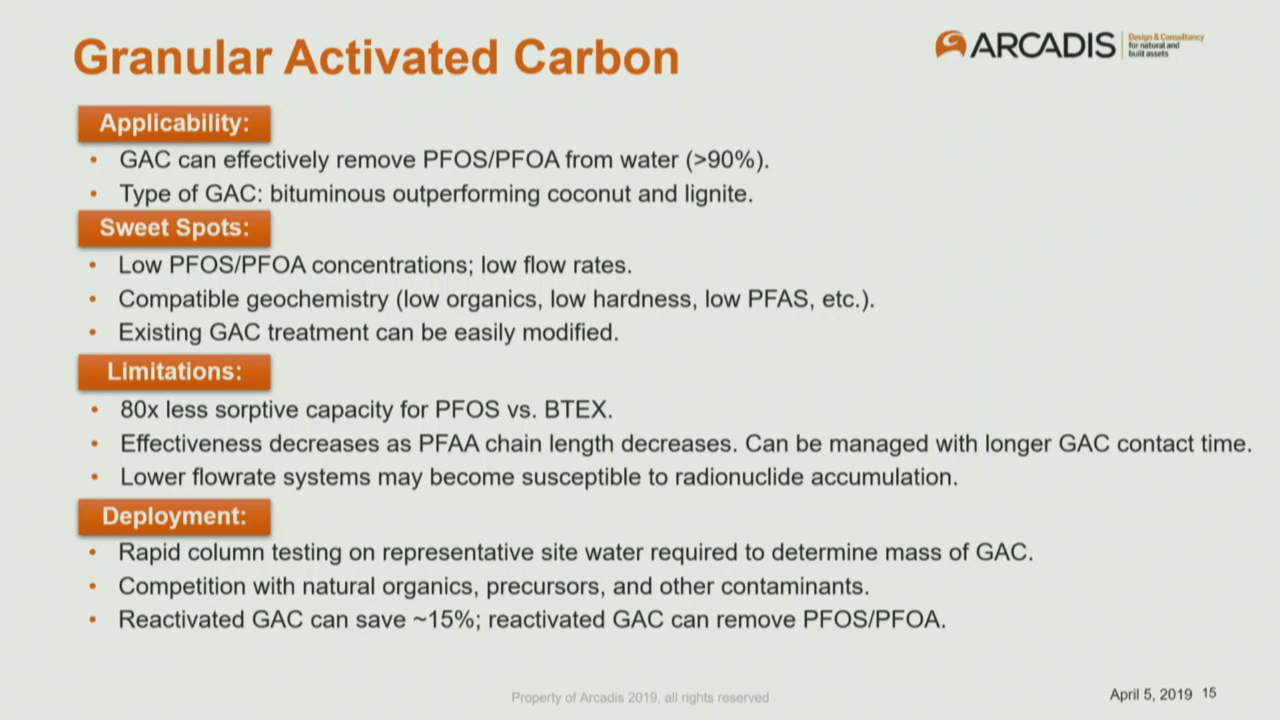 Granular Activated Carbon
ARCADIS
Design & Consultancy
for natural and
built assets
Applicability:
• GAC can effectively remove PFOS/PFOA from water (>90%).
• Type of GAC: bituminous outperforming coconut and lignite.
Sweet Spots:
• Low PFOS/PFOA concentrations; low flow rates.
• Compatible geochemistry (low organics, low hardness, low PFAS, etc.).
• Existing GAC treatment can be easily modified.
Limitations:
• 80x less sorptive capacity for PFOS vs. BTEX.
• Effectiveness decreases as PFAA chain length decreases. Can be managed with longer GAC contact time.
• Lower flowrate systems may become susceptible to radionuclide accumulation.
Deployment:
• Rapid column testing on representative site water required to determine mass of GAC.
• Competition with natural organics, precursors, and other contaminants.
• Reactivated GAC can save ~15%; reactivated GAC can remove PFOS/PFOA.
Property of Arcadis 2019, all rights reserved
April 5, 2019 15